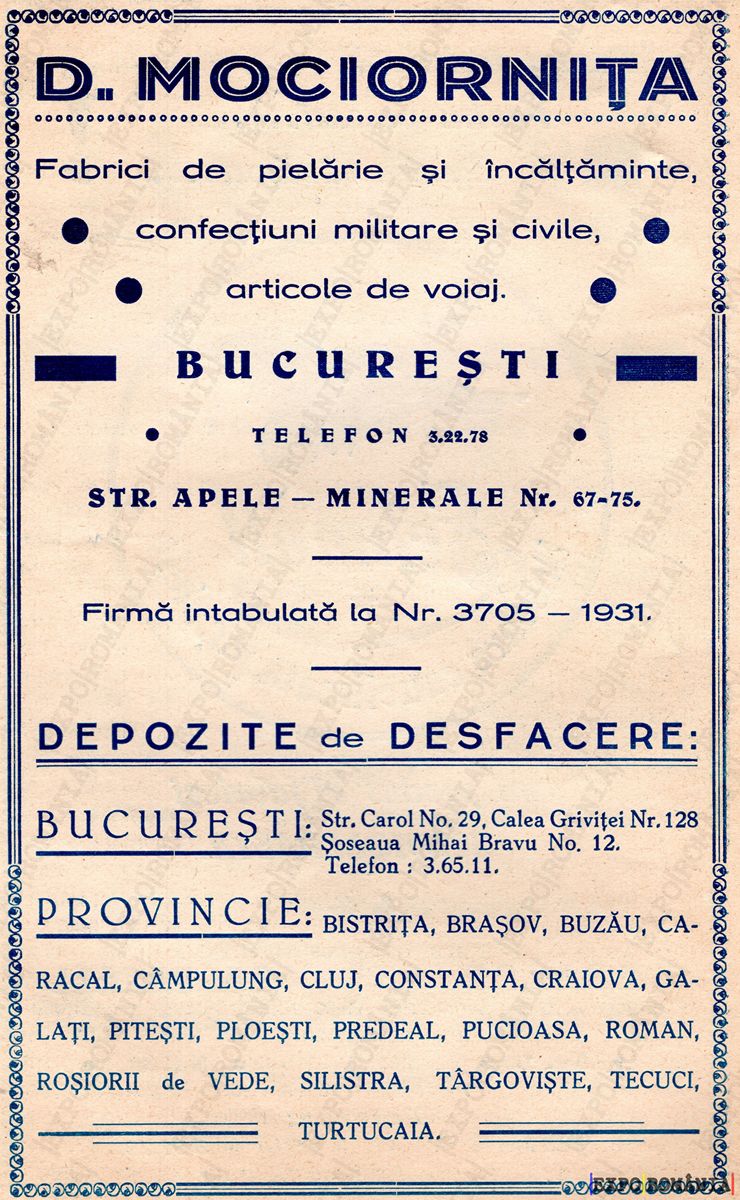 D. MOCIORNIȚA
Fabrici de pielărie și încălțăminte,
confecțiuni militare și civile,
articole de voiaj.
BUCUREȘTI
TELEFON 3.22.78
STR. APELE — MINERALE Nr. 67-75.
Firmă intabulată la Nr. 3705 — 1931.
DEPOZITE de DESFACERE:
BUCUREȘTI: Str. Carol No. 29, Calea Griviței Nr. 128
Șoseaua Mihai Bravu No. 12.
Telefon : 3.65.11.
PROVINCIE: BISTRIȚA, BRAȘOV, BUZĂU, CA-
RACAL, CÂMPULUNG, CLUJ, CONSTANȚA, CRAIOVA, GA-
LAȚI, PITEȘTI, PLOEȘTI, PREDEAL, PUCIOASA, ROMAN,
ROȘIORII de VEDE, SILISTRA, TÂRGOVIȘTE, TECUCI,
TURTUCAIA.
EXPO ROMÂNIA